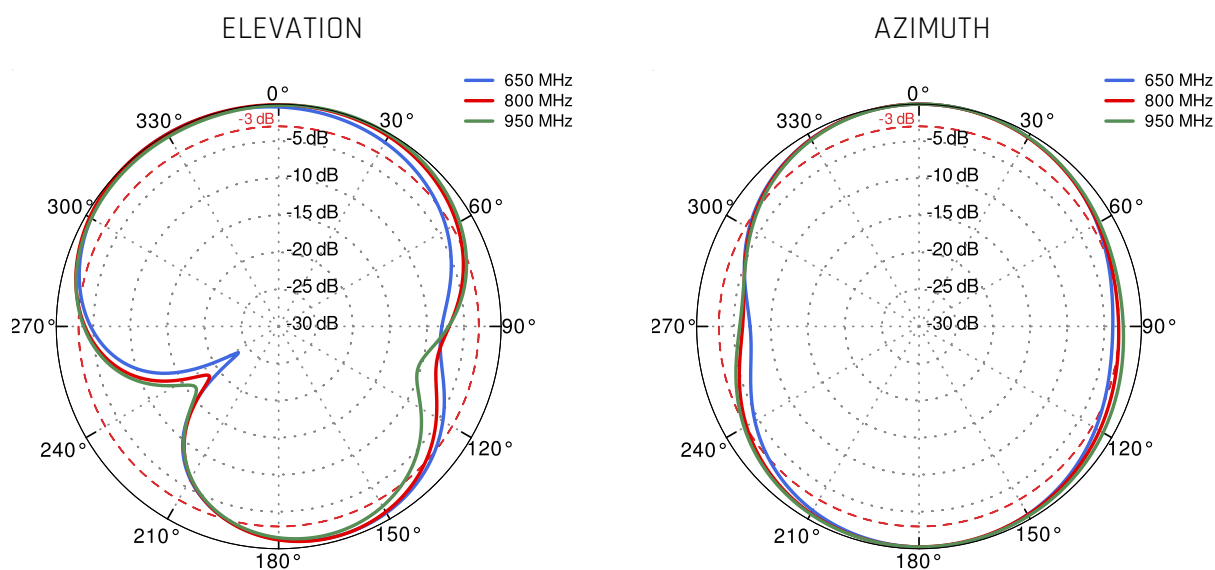 ELEVATION
650 MHz
800 MHz
950 MHz
0°
330°
-3 dB
30°
-5 dB
-10 dB
300°
60°
-15 dB
-20 dB
-25 dB
270°
-30 dB
90°
240°
120°
210°
150°
180°
AZIMUTH
650 MHz
800 MHz
950 MHz
0°
330°
-3 dB
30°
-5 dB
-10 dB
300°
60°
-15 dB
-20 dB
-25 dB
270°
-30 dB
90°
240°
120°
210°
150°
180°